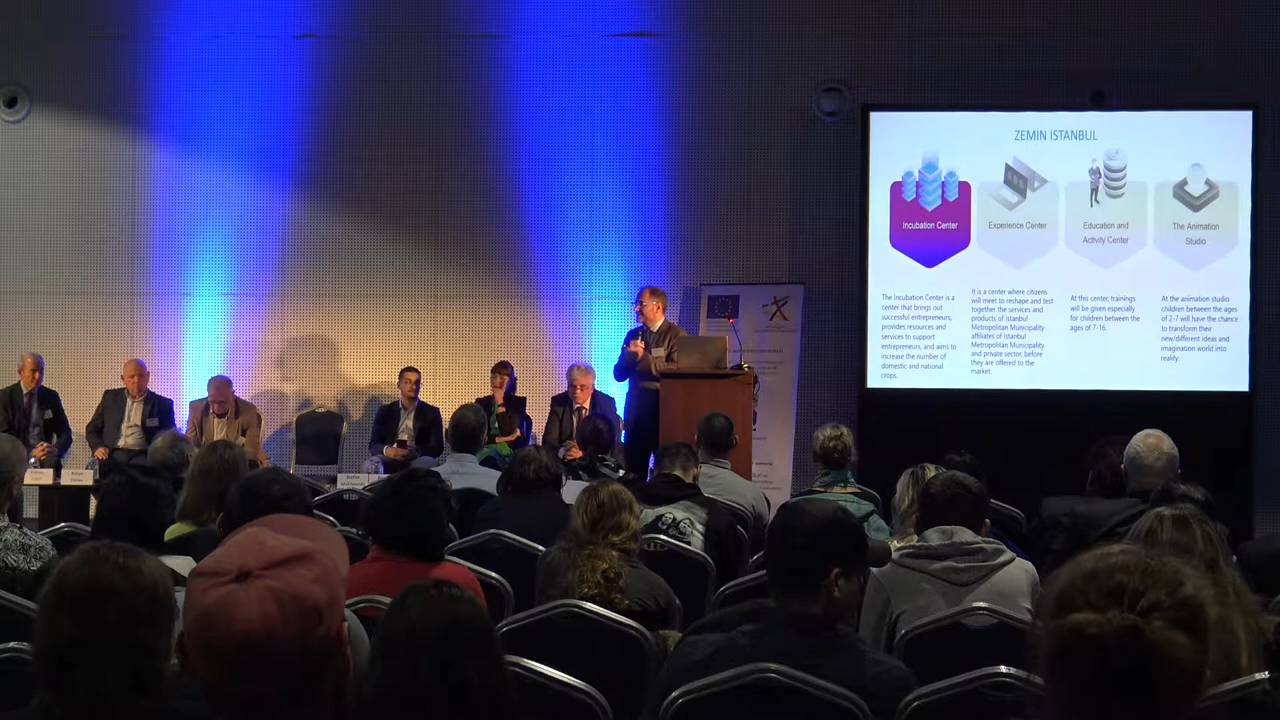 ZEMIN ISTANBUL
Incubation Center
Experience Center
Education and
Activity Center
The Animation
Studio
The Incubation Center is a
center that brings out
successful entrepreneurs,
provides resources and
services to support
entrepreneurs, and aims to
increase the number of
domestic and national
crops.
It is a center where citizens
will meet to reshape and test
together the services and
products of Istanbul
Metropolitan Municipality
affiliates of Istanbul
Metropolitan Municipality
and private sector, before
they are offered to the
market.
At this center, trainings
will be given especially
for children between the
ages of 7-16.
At the animation studio
children between the ages
of 2-7 will have the chance
to transform their
new/different ideas and
imagination world into
reality.
Stefan